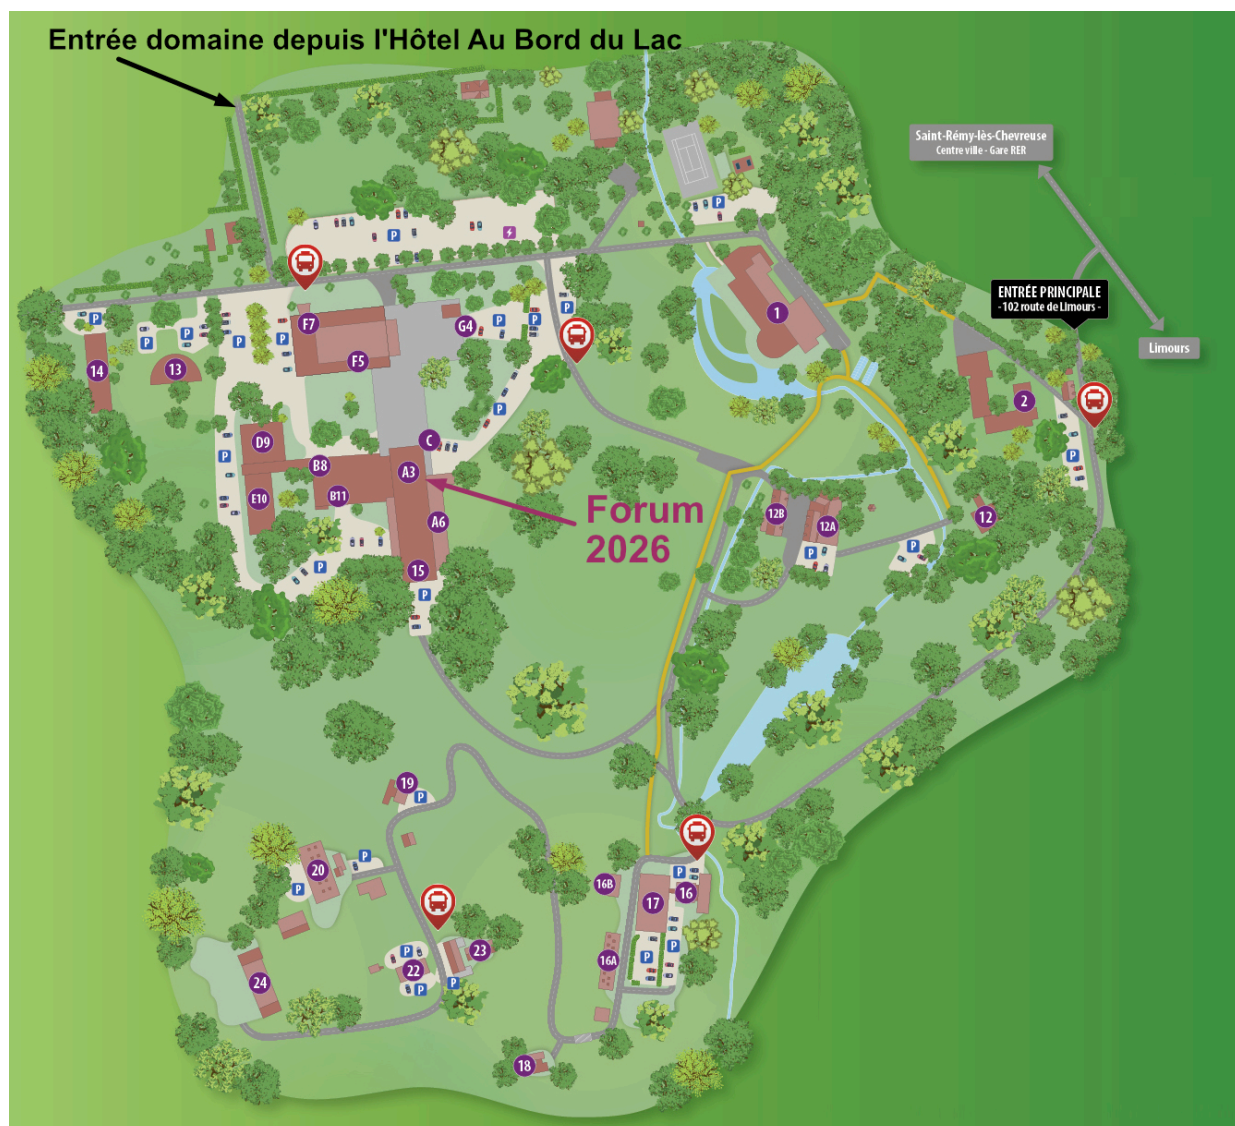 Entrée domaine depuis l'Hôtel Au Bord du Lac
Saint-Rémy-lès-Chevreuse
Centre ville - Gare RER
ENTRÉE PRINCIPALE
- 102 route de Limours -
Limours
P
P
1
F7
G4
F5
P
P
P
P
P
P
14
13
2
P
C
D9
B8
A3
P
P
E10
B11
A6
Forum
2026
12B
12A
12
P
P
P
P
15
P
19
P
20
P
P
16B
17
P
16
16A
P
P
23
P
22
P
P
24
18